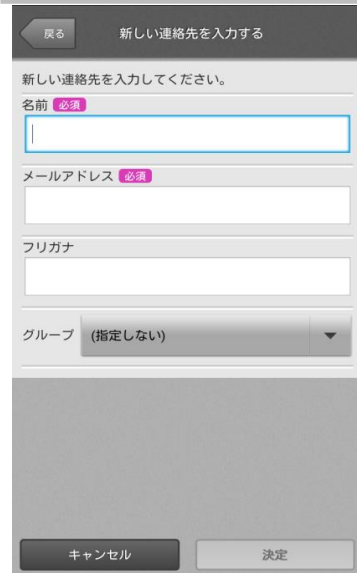 戻る 新しい連絡先を入力する
新しい連絡先を入力してください。
名前 必須
メールアドレス 必須
フリガナ
グループ (指定しない)
キャンセル 決定